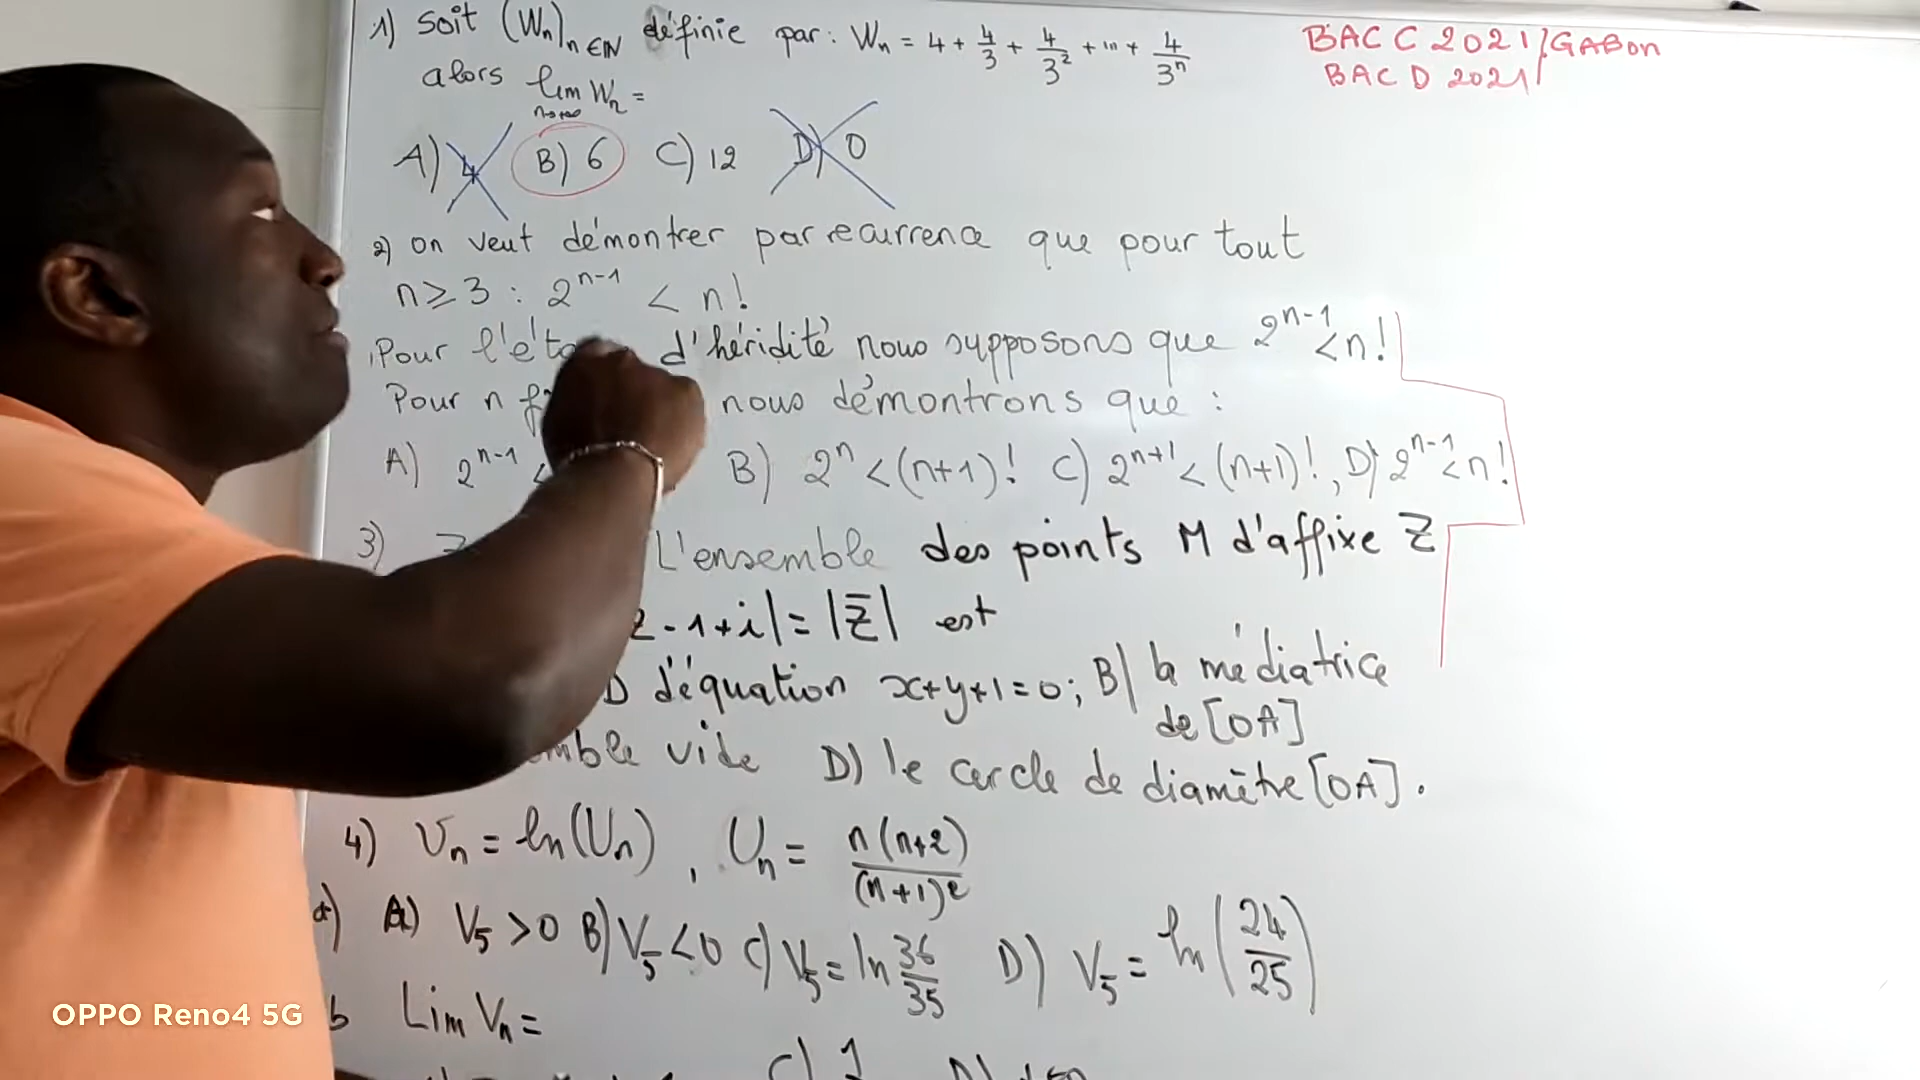 1) Soit (Wn)n∈IN définie par : Wn = 4 + 4/3 + 4/3² + ... + 4/3ⁿ
BAC C 2021 / GABON
BAC D 2021
alors lim Wn =
n→+∞
A) 4 B) 6 C) 12 D) 0
2) on veut démontrer par recurrence que pour tout
n ≥ 3 : 2ⁿ⁻¹ < n!
Pour d'héridité nous supposons que 2ⁿ⁻¹ < n!
Pour n nous démontrons que :
A) 2ⁿ⁻¹ < B) 2ⁿ < (n+1)! C) 2ⁿ⁺¹ < (n+1)!, D) 2ⁿ⁻¹ < n!
3) L'ensemble des points M d'affixe Z
z - 1 + i| = |Z̅| est
D d'équation x+y+1=0; B) la médiatrice
de [OA]
vide D) le cercle de diamètre [OA].
4) Vn = ln(Un), Un = n(n+2)/(n+1)²
a) A) V₅ > 0 B) V₅ < 0 C) V₅ = ln 36/35 D) V₅ = ln(24/25)
b Lim Vn =
C) 1 D)
OPPO Reno4 5G